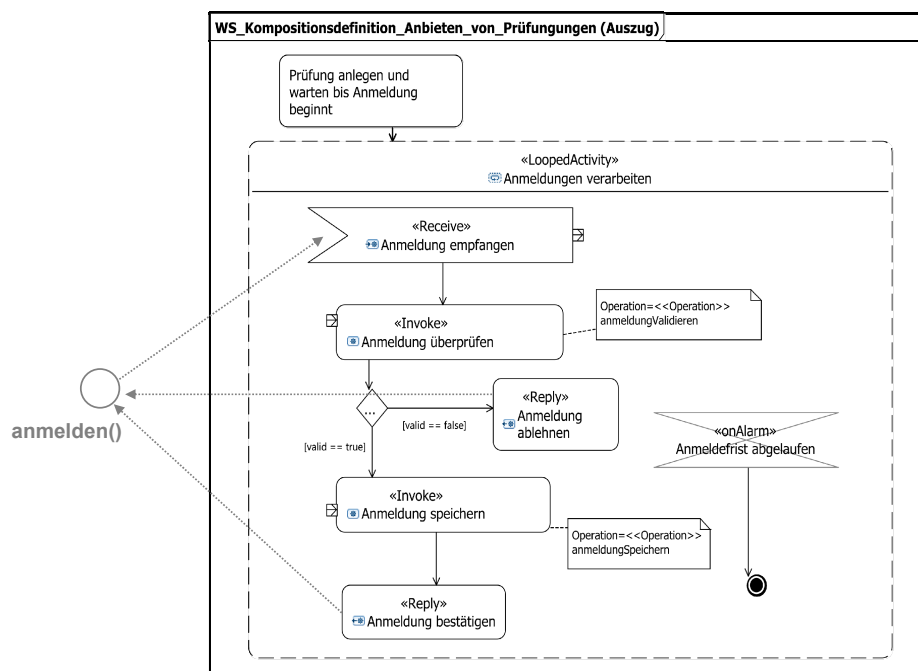 WS_Kompositionsdefinition_Anbieten_von_Prüfungungen (Auszug)
Prüfung anlegen und
warten bis Anmeldung
beginnt
«LoopedActivity»
Anmeldungen verarbeiten
«Receive»
Anmeldung empfangen
Operation=<<Operation>>
anmeldungValidieren
«Invoke»
Anmeldung überprüfen
anmelden()
...
[valid == false]
«Reply»
Anmeldung
ablehnen
«onAlarm»
Anmeldefrist abgelaufen
[valid == true]
«Invoke»
Anmeldung speichern
Operation=<<Operation>>
anmeldungSpeichern
«Reply»
Anmeldung bestätigen